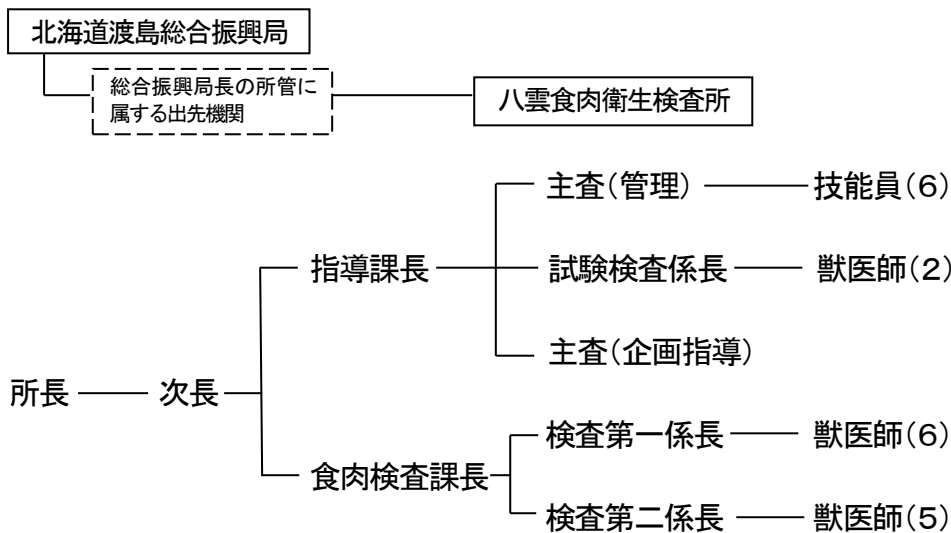 北海道渡島総合振興局
総合振興局長の所管に
属する出先機関
八雲食肉衛生検査所
主査(管理)
技能員(6)
指導課長
試験検査係長
獣医師(2)
主査(企画指導)
所長
次長
検査第一係長
獣医師(6)
食肉検査課長
検査第二係長
獣医師(5)